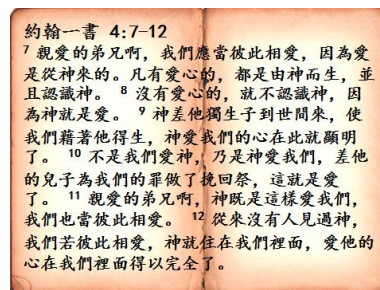 約翰一書 4:7-12
7 親愛的弟兄啊，我們應當彼此相愛，因為愛
是從神來的。凡有愛心的，都是由神而生，並
且認識神。 8 沒有愛心的，就不認識神，因
為神就是愛。 9 神差他獨生子到世間來，使
我們藉著他得生，神愛我們的心在此就顯明
了。 10 不是我們愛神，乃是神愛我們，差他
的兒子為我們的罪做了挽回祭，這就是愛
了。 11 親愛的弟兄啊，神既是這樣愛我們，
我們也當彼此相愛。 12 從來沒有人見過神，
我們若彼此相愛，神就住在我們裡面，愛他的
心在我們裡面得以完全了。